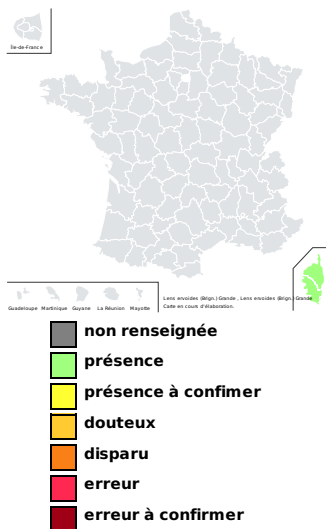 Île-de-France
Guadeloupe Martinique Guyane La Réunion Mayotte
Lens ervoides (Brign.) Grande , Lens ervoides (Brign.) Grande
Carte en cours d'élaboration.
non renseignée
présence
présence à confimer
douteux
disparu
erreur
erreur à confirmer